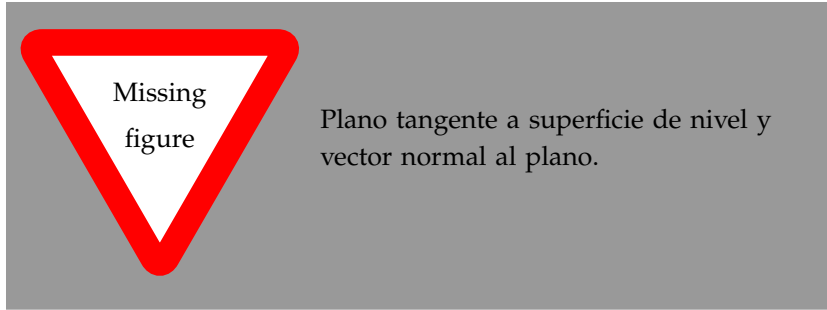 Missing
figure
Plano tangente a superficie de nivel y
vector normal al plano.